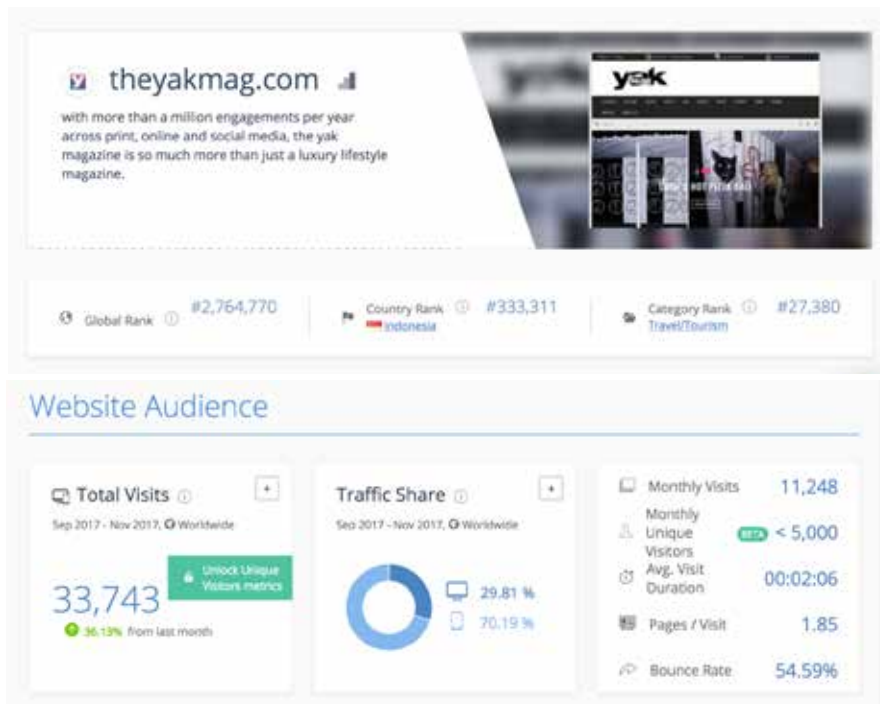 theyakmag.com
with more than a million engagements per year
across print, online and social media, the yak
magazine is so much more than just a luxury lifestyle
magazine.
yak
Global Rank #2,764,770
Country Rank #333,311
Indonesia
Category Rank #27,380
Travel/Tourism
Website Audience
Total Visits
Sep 2017 - Nov 2017, Worldwide
Unlock Unique
Visitors metrics
33,743
36.13% from last month
Traffic Share
Sep 2017 - Nov 2017, Worldwide
29.81 %
70.19 %
Monthly Visits 11,248
Monthly
Unique
Visitors
BETA < 5,000
Avg. Visit
Duration
00:02:06
Pages / Visit 1.85
Bounce Rate 54.59%